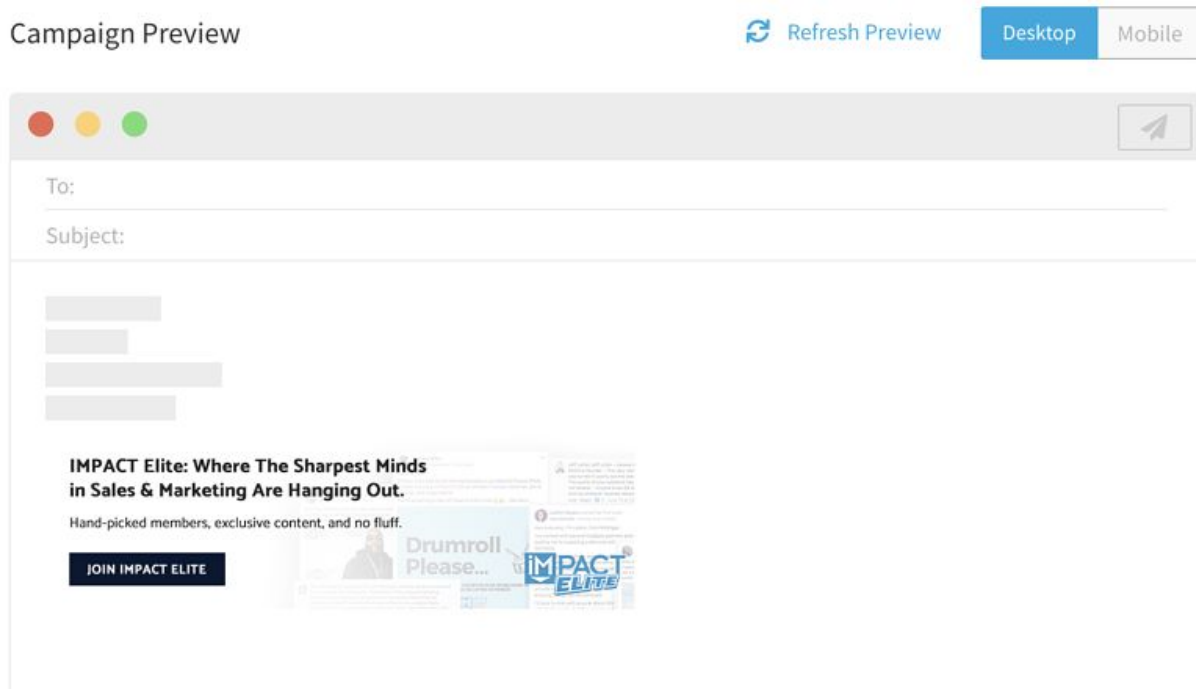 Campaign Preview
Refresh Preview
Desktop
Mobile
To:
Subject:
IMPACT Elite: Where The Sharpest Minds
in Sales & Marketing Are Hanging Out.
Hand-picked members, exclusive content, and no fluff.
JOIN IMPACT ELITE
Drumroll
Please...
iMPACT
ELITE